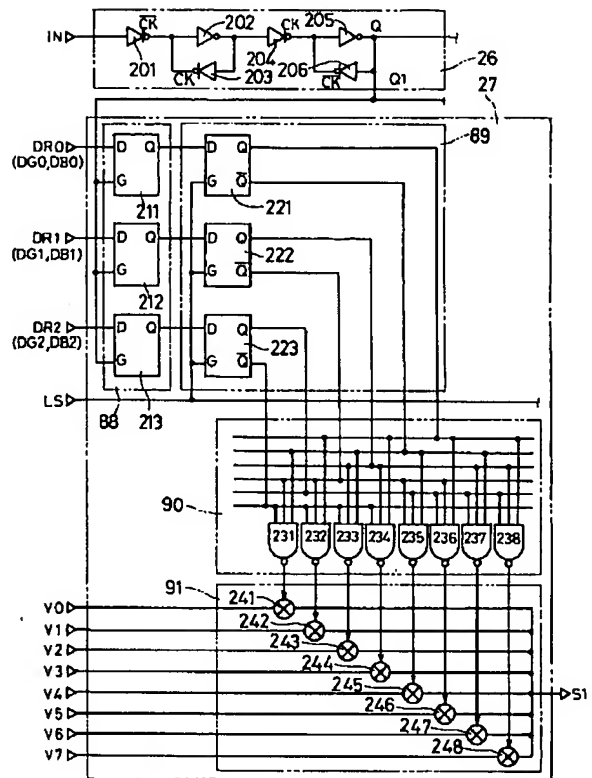 IN
CK
202
CK
205
Q
201
CK
203
204
206
CK
Q1
26
27
89
DR0
(DG0,DB0)
D Q
G
211
D Q
G Q
221
DR1
(DG1,DB1)
D Q
G
212
D Q
G Q
222
DR2
(DG2,DB2)
D Q
G
213
D Q
G Q
223
LS
88
90
231 232 233 234 235 236 237 238
91
V0
241
V1
242
V2
243
V3
244
V4
245
S1
V5
246
V6
247
V7
248